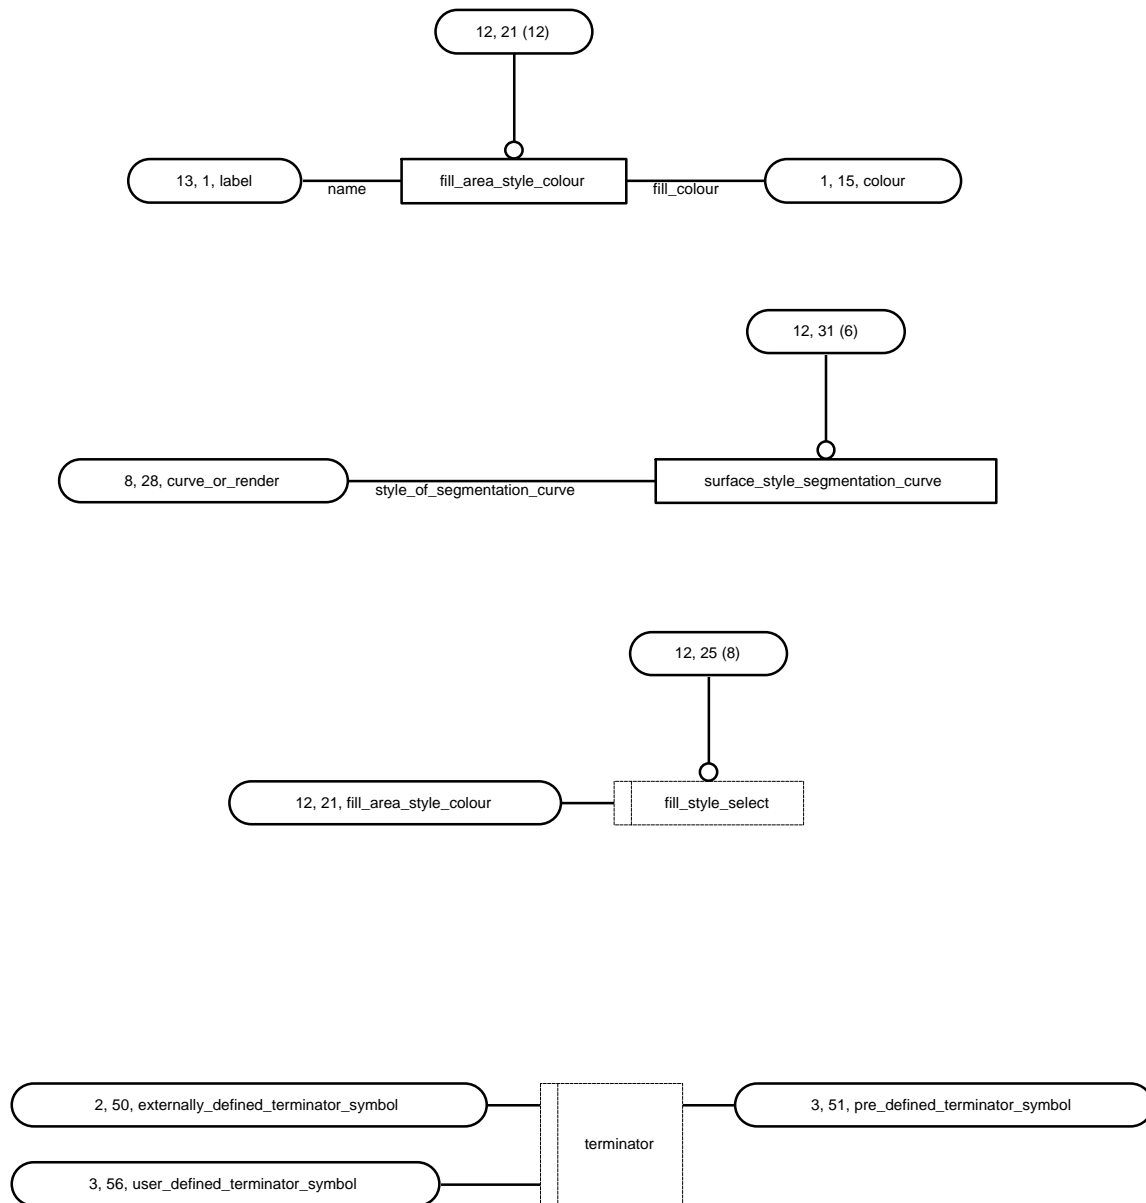 12, 21 (12)
13, 1, label
name
fill_area_style_colour
fill_colour
1, 15, colour
12, 31 (6)
8, 28, curve_or_render
style_of_segmentation_curve
surface_style_segmentation_curve
12, 25 (8)
12, 21, fill_area_style_colour
fill_style_select
2, 50, externally_defined_terminator_symbol
3, 51, pre_defined_terminator_symbol
terminator
3, 56, user_defined_terminator_symbol